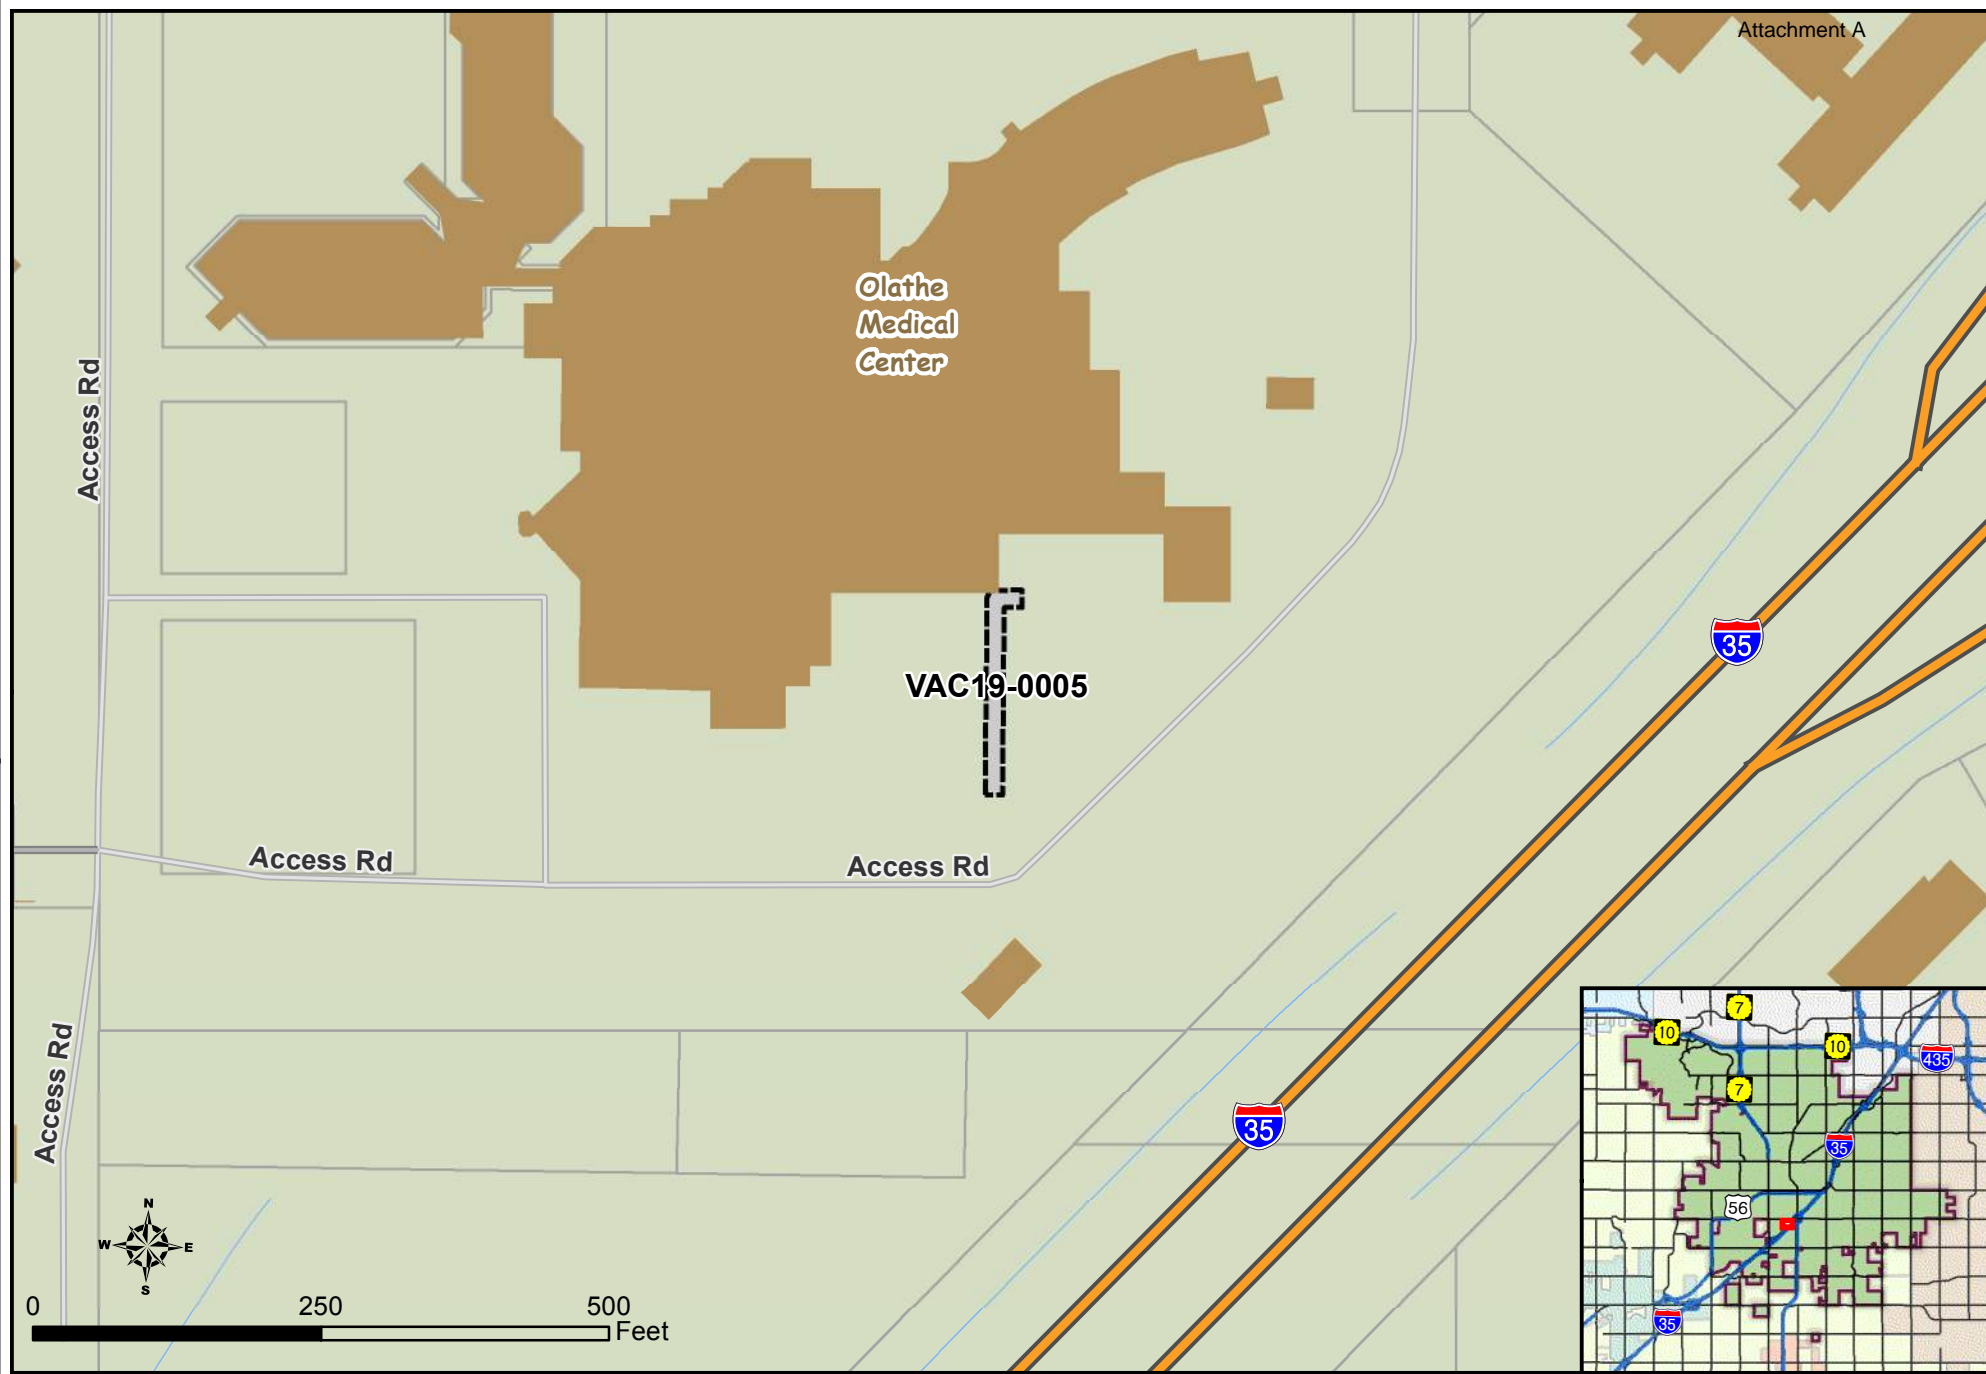 Attachment A
Olathe
Medical
Center
Access Rd
35
VAC19-0005
Access Rd
Access Rd
Access Rd
35
N
W E
S
0 250 500
Feet
7
10
10
435
7
35
56
35